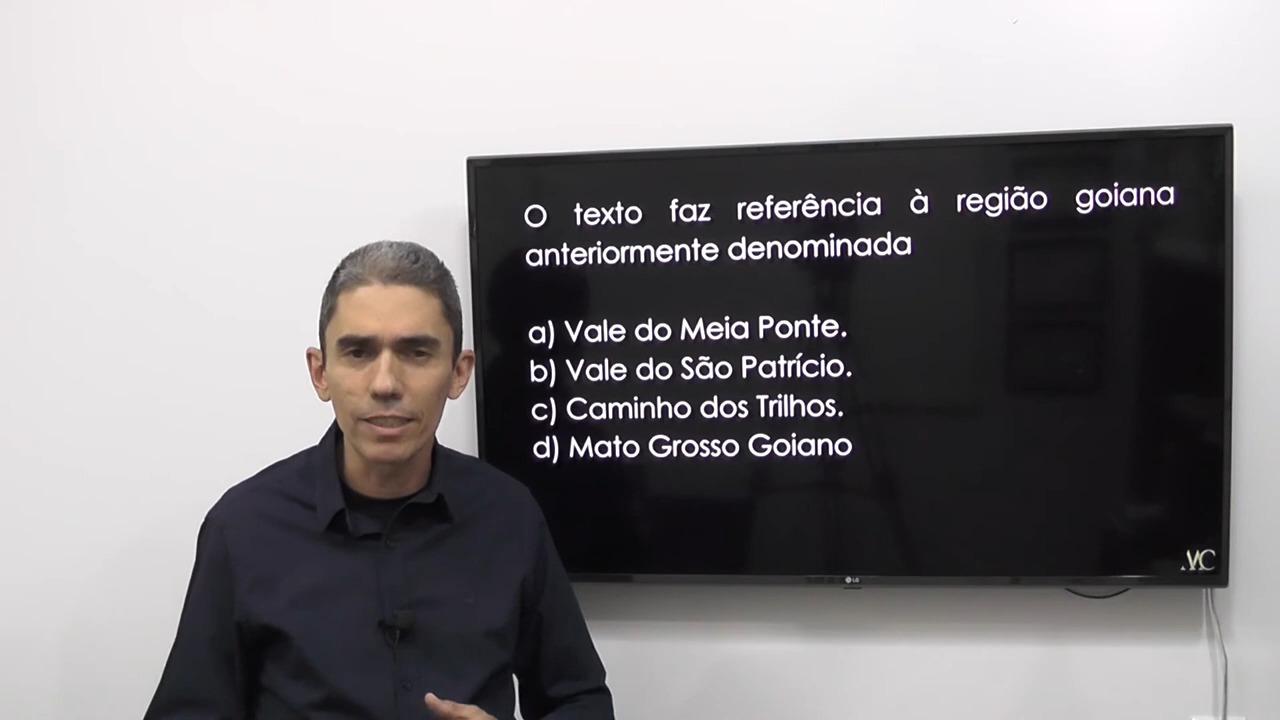 O texto faz referência à região goiana
anteriormente denominada
a) Vale do Meia Ponte.
b) Vale do São Patrício.
c) Caminho dos Trilhos.
d) Mato Grosso Goiano
MC
LG